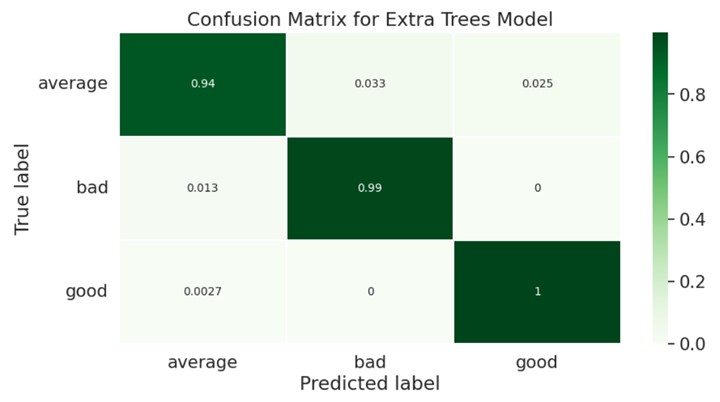 Confusion Matrix for Extra Trees Model
average 0.94 0.033 0.025
bad 0.013 0.99 0
good 0.0027 0 1
average bad good
Predicted label
True label
0.8
0.6
0.4
0.2
0.0